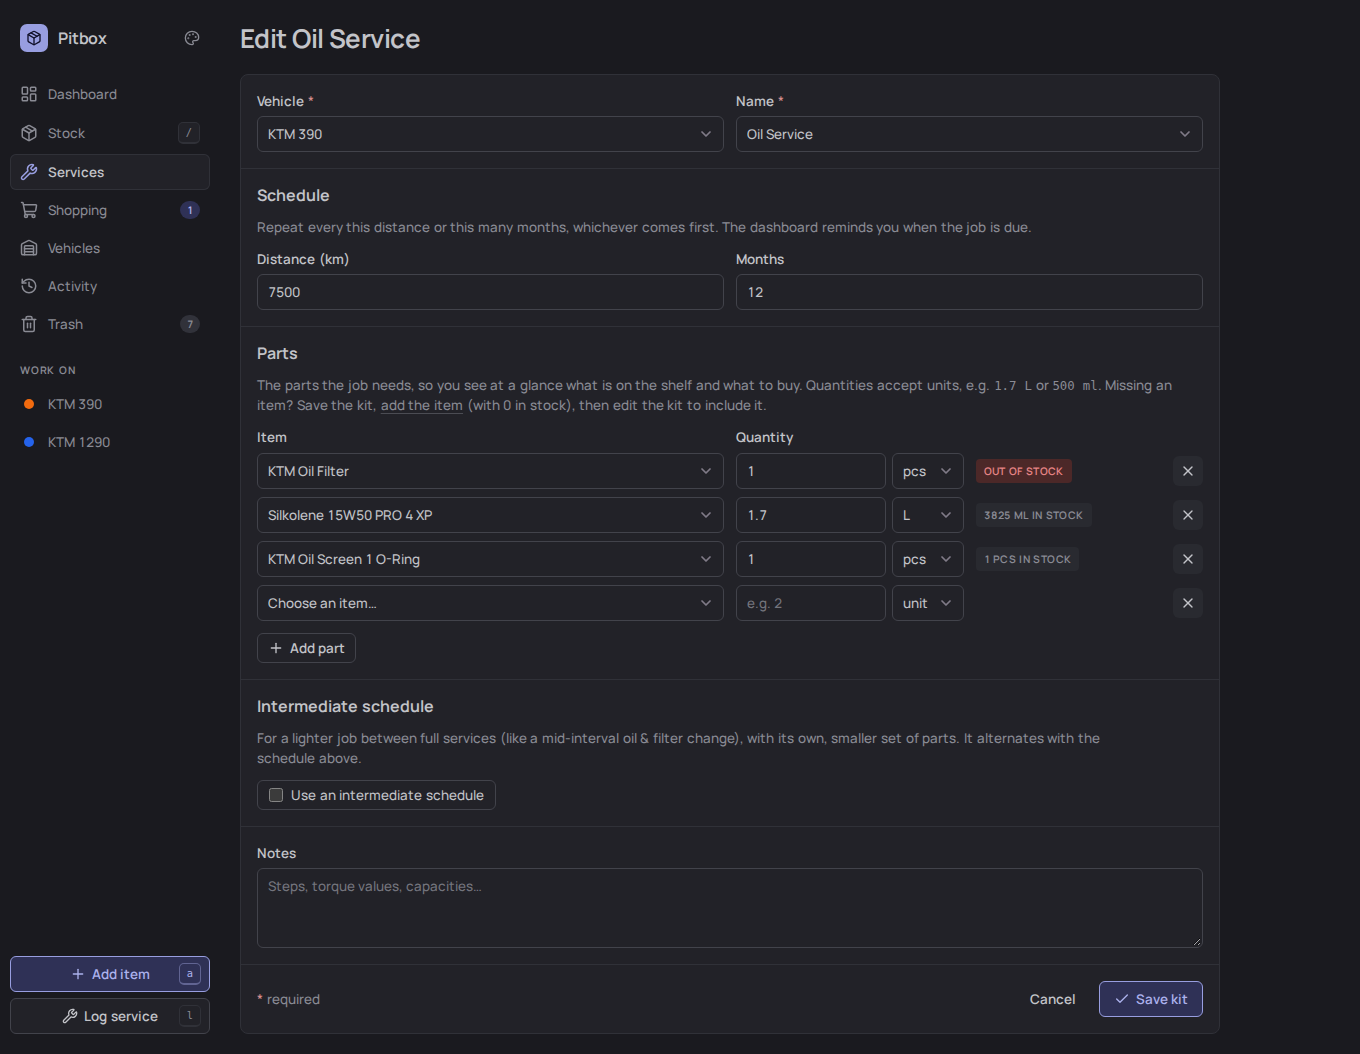 Pitbox
Dashboard
Stock /
Services
Shopping 1
Vehicles
Activity
Trash 7
WORK ON
KTM 390
KTM 1290
Add item a
Log service l
Edit Oil Service
Vehicle * Name *
KTM 390 Oil Service
Schedule
Repeat every this distance or this many months, whichever comes first. The dashboard reminds you when the job is due.
Distance (km) Months
7500 12
Parts
The parts the job needs, so you see at a glance what is on the shelf and what to buy. Quantities accept units, e.g. 1.7 L or 500 ml. Missing an
item? Save the kit, add the item (with 0 in stock), then edit the kit to include it.
Item Quantity
KTM Oil Filter 1 pcs OUT OF STOCK
Silkolene 15W50 PRO 4 XP 1.7 L 3825 ML IN STOCK
KTM Oil Screen 1 O-Ring 1 pcs 1 PCS IN STOCK
Choose an item… e.g. 2 unit
Add part
Intermediate schedule
For a lighter job between full services (like a mid-interval oil & filter change), with its own, smaller set of parts. It alternates with the
schedule above.
Use an intermediate schedule
Notes
Steps, torque values, capacities…
* required Cancel Save kit